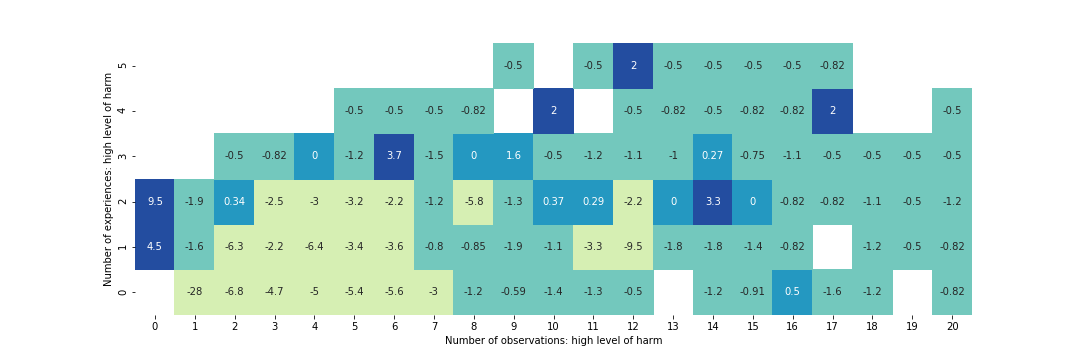 5 -0.5 -0.5 2 -0.5 -0.5 -0.5 -0.5 -0.82
4 -0.5 -0.5 -0.5 -0.82 2 -0.5 -0.82 -0.5 -0.82 -0.82 2 -0.5
3 -0.5 -0.82 0 -1.2 3.7 -1.5 0 1.6 -0.5 -1.2 -1.1 -1 0.27 -0.75 -1.1 -0.5 -0.5 -0.5 -0.5
2 9.5 -1.9 0.34 -2.5 -3 -3.2 -2.2 -1.2 -5.8 -1.3 0.37 0.29 -2.2 0 3.3 0 -0.82 -0.82 -1.1 -0.5 -1.2
1 4.5 -1.6 -6.3 -2.2 -6.4 -3.4 -3.6 -0.8 -0.85 -1.9 -1.1 -3.3 -9.5 -1.8 -1.8 -1.4 -0.82 -1.2 -0.5 -0.82
0 -28 -6.8 -4.7 -5 -5.4 -5.6 -3 -1.2 -0.59 -1.4 -1.3 -0.5 -1.2 -0.91 0.5 -1.6 -1.2 -0.82
0 1 2 3 4 5 6 7 8 9 10 11 12 13 14 15 16 17 18 19 20
Number of observations: high level of harm
Number of experiences: high level of harm